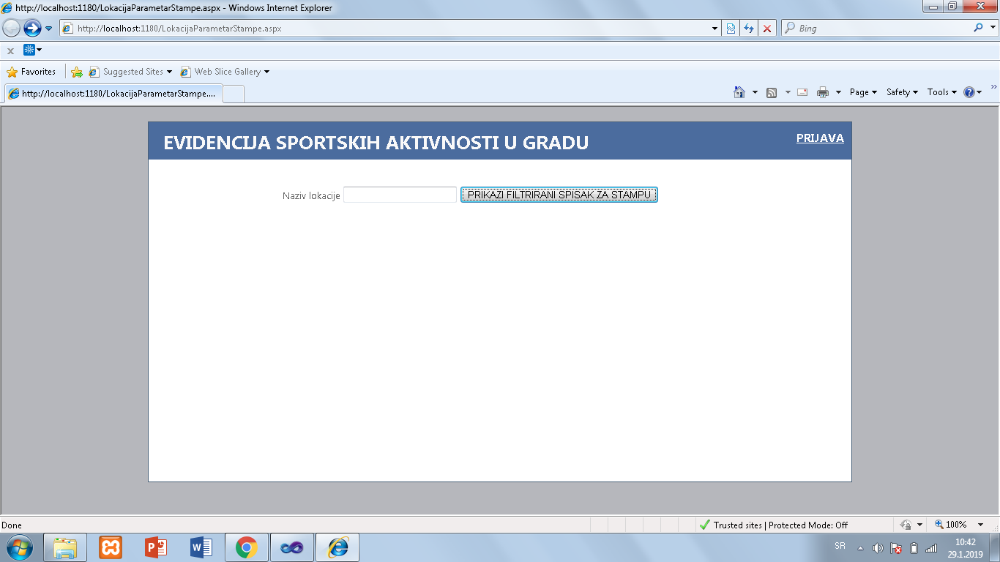 http://localhost:1180/LokacijaParametarStampe.aspx - Windows Internet Explorer
http://localhost:1180/LokacijaParametarStampe.aspx
Bing
x
Favorites Suggested Sites Web Slice Gallery
http://localhost:1180/LokacijaParametarStampe....
Page Safety Tools
EVIDENCIJA SPORTSKIH AKTIVNOSTI U GRADU
PRIJAVA
Naziv lokacije PRIKAZI FILTRIRANI SPISAK ZA STAMPU
Done Trusted sites | Protected Mode: Off 100%
SR 10:42
29.1.2019